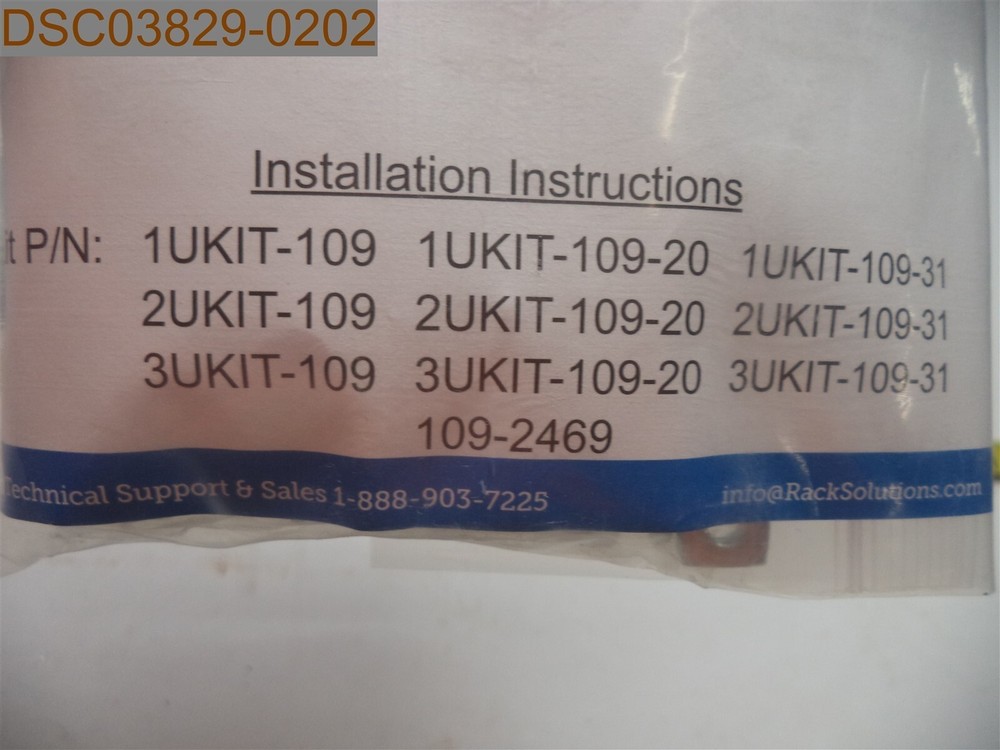 DSC03829-0202
Installation Instructions
it P/N: 1UKIT-109 1UKIT-109-20 1UKIT-109-31
2UKIT-109 2UKIT-109-20 2UKIT-109-31
3UKIT-109 3UKIT-109-20 3UKIT-109-31
109-2469
Technical Support & Sales 1-888-903-7225 info@RackSolutions.com